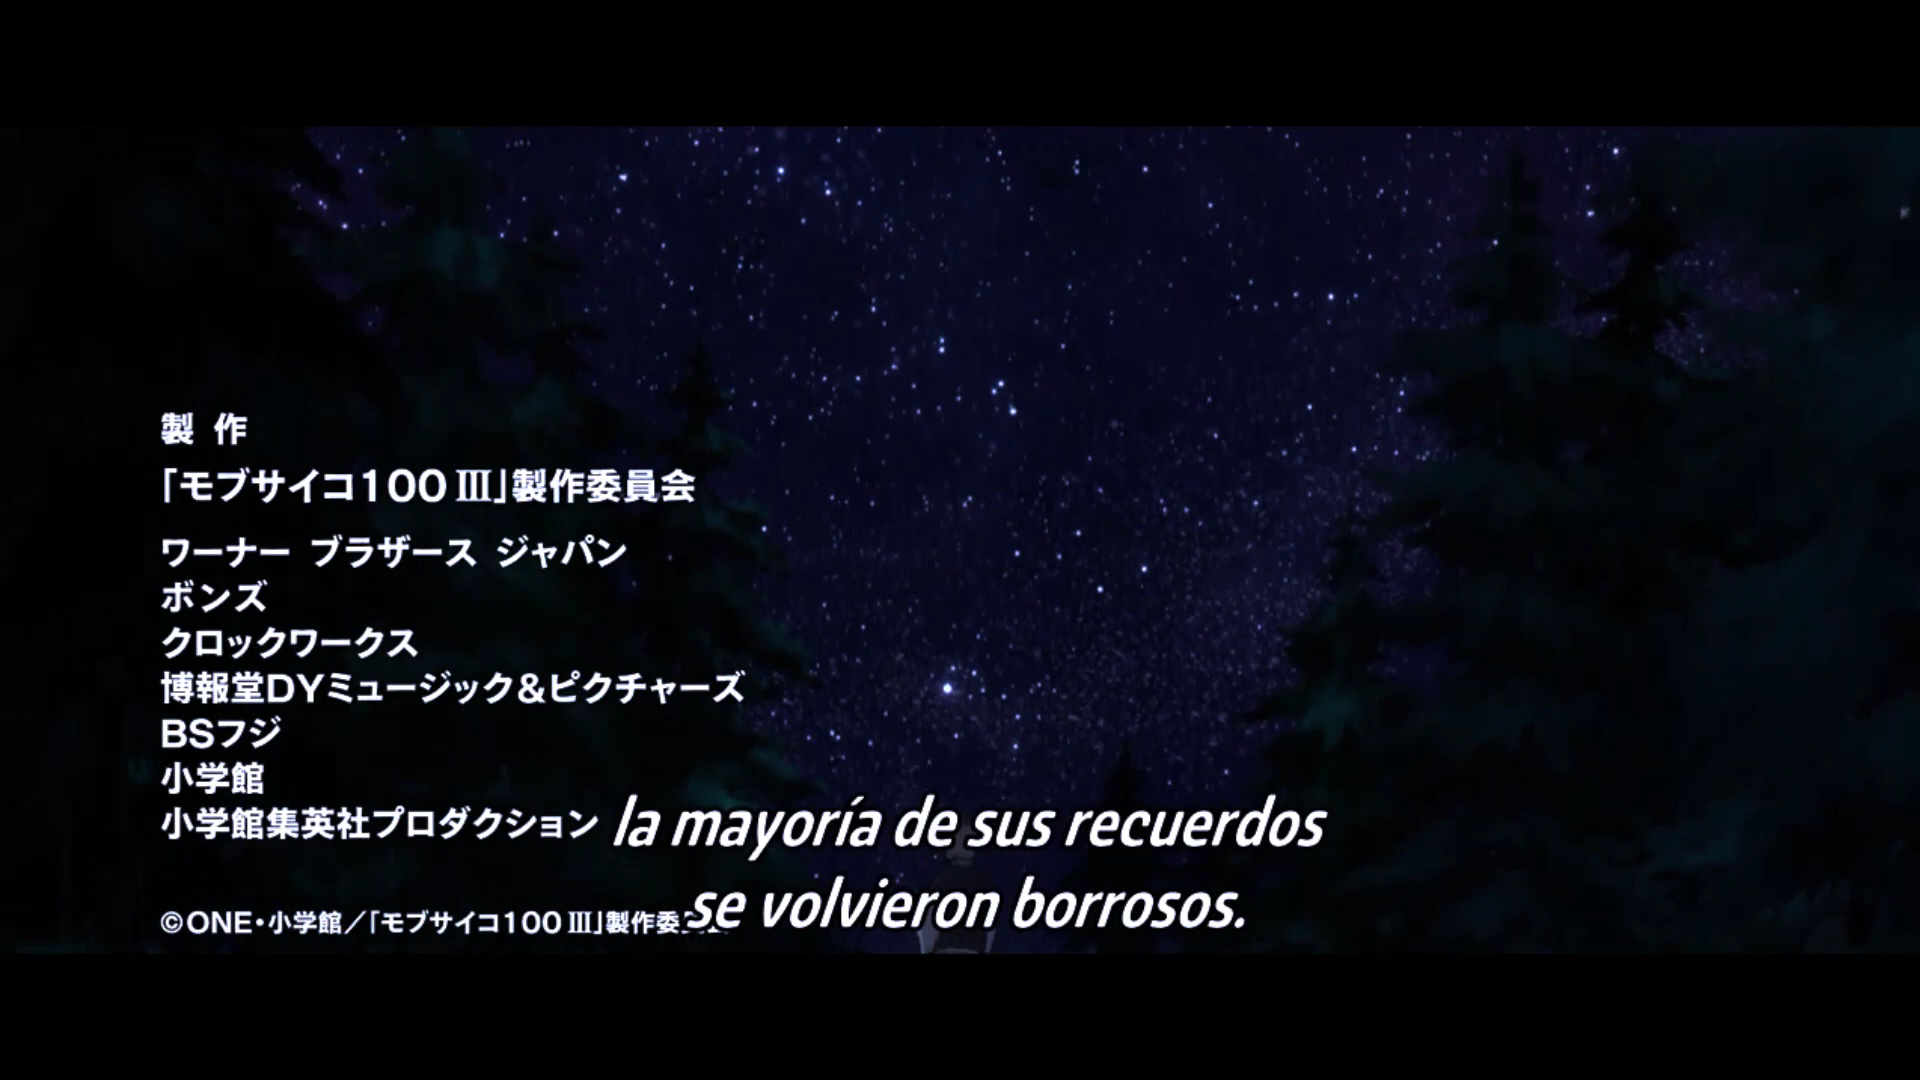 製 作
「モブサイコ100 Ⅲ」製作委員会
ワーナー ブラザース ジャパン
ボンズ
クロックワークス
博報堂DYミュージック&ピクチャーズ
BSフジ
小学館
小学館集英社プロダクション
la mayoría de sus recuerdos
se volvieron borrosos.
©ONE・小学館/「モブサイコ100 Ⅲ」製作委